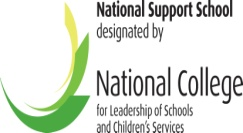 National Support School
designated by
National College
for Leadership of Schools
and Children's Services